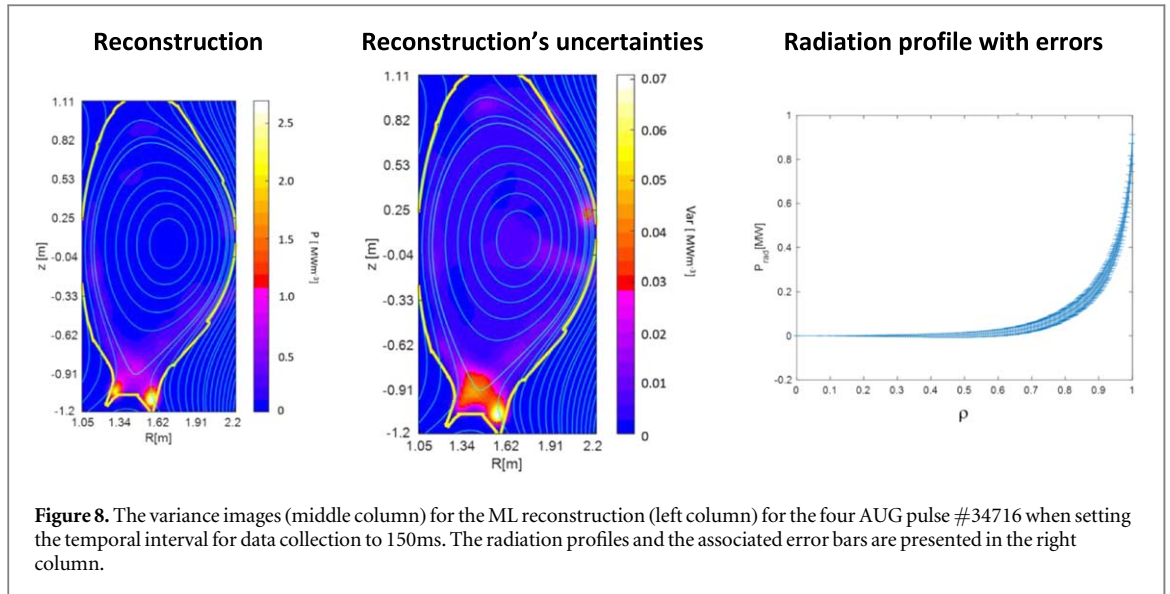 Reconstruction
Reconstruction's uncertainties
Radiation profile with errors
1.11
0.82
0.53
0.25
-0.04
-0.33
-0.62
-0.91
-1.2
z [m]
1.05 1.34 1.62 1.91 2.2
R[m]
2.5
2.0
1.5
1.0
0.5
0
P [ MWm⁻³]
1.11
0.82
0.53
0.25
-0.04
-0.33
-0.62
-0.91
-1.2
z [m]
1.05 1.34 1.62 1.91 2.2
R[m]
0.07
0.06
0.05
0.04
0.03
0.02
0.01
0
Var [ MWm⁻³]
1
0.8
0.6
0.4
0.2
0
-0.2
P_rad[MW]
0 0.1 0.2 0.3 0.4 0.5 0.6 0.7 0.8 0.9 1
ρ
Figure 8. The variance images (middle column) for the ML reconstruction (left column) for the four AUG pulse #34716 when setting
the temporal interval for data collection to 150ms. The radiation profiles and the associated error bars are presented in the right
column.